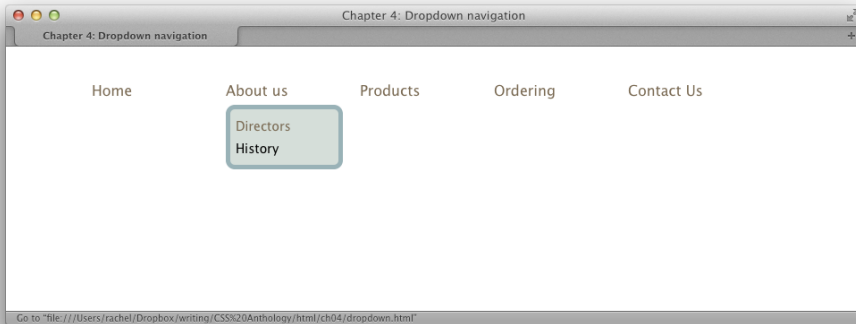 Chapter 4: Dropdown navigation
Chapter 4: Dropdown navigation
Home About us Products Ordering Contact Us
Directors
History
Go to "file:///Users/rachel/Dropbox/writing/CSS%20Anthology/html/ch04/dropdown.html"